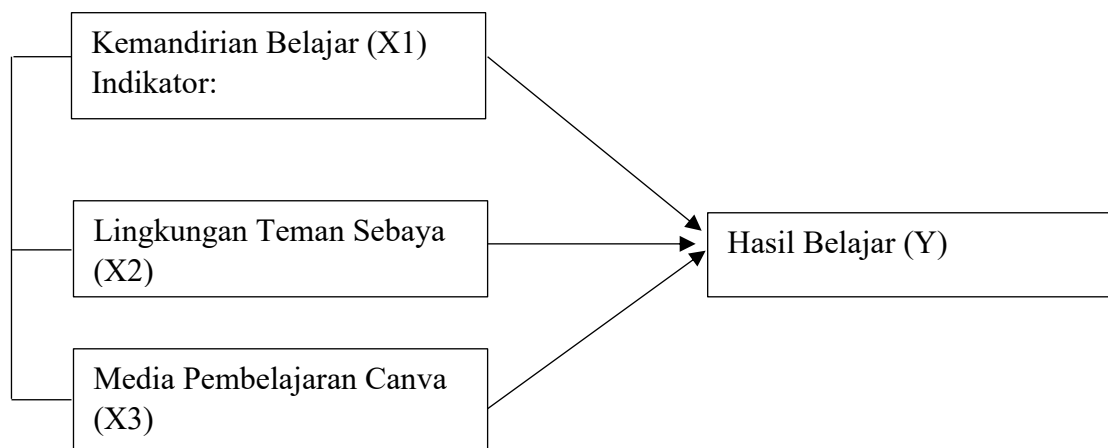 Kemandirian Belajar (X1)
Indikator:
Lingkungan Teman Sebaya
(X2)
Hasil Belajar (Y)
Media Pembelajaran Canva
(X3)